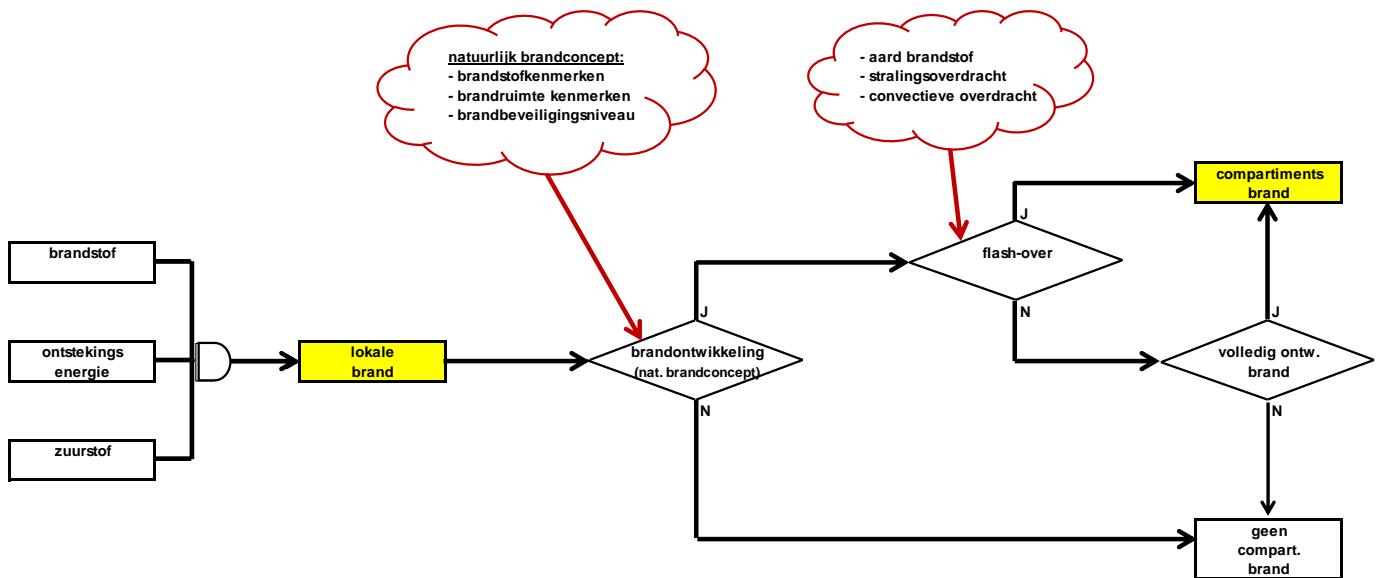 natuurlijk brandconcept:
- brandstofkenmerken
- brandruimte kenmerken
- brandbeveiligingsniveau
- aard brandstof
- stralingsoverdracht
- convectieve overdracht
compartiments
brand
J
brandstof
flash-over
N
J
ontstekings
energie
lokale
brand
brandontwikkeling
(nat. brandconcept)
J
volledig ontw.
brand
N
N
zuurstof
geen
compart.
brand